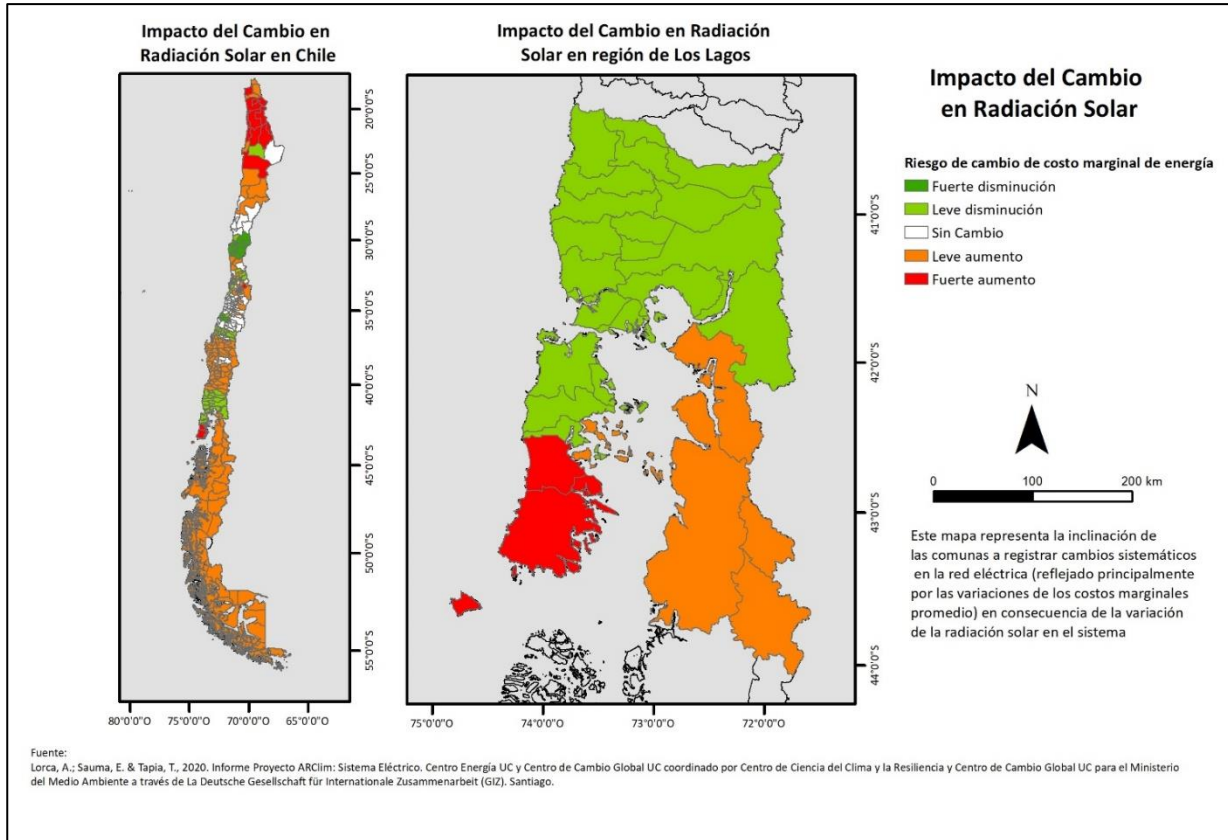 Impacto del Cambio en
Radiación Solar en Chile
20°0'0"S
25°0'0"S
30°0'0"S
35°0'0"S
40°0'0"S
45°0'0"S
50°0'0"S
55°0'0"S
80°0'0"O
75°0'0"O
70°0'0"O
65°0'0"O
Impacto del Cambio en Radiación
Solar en región de Los Lagos
41°0'0"S
42°0'0"S
43°0'0"S
44°0'0"S
75°0'0"O
74°0'0"O
73°0'0"O
72°0'0"O
Impacto del Cambio
en Radiación Solar
Riesgo de cambio de costo marginal de energía
Fuerte disminución
Leve disminución
Sin Cambio
Leve aumento
Fuerte aumento
N
0 100 200 km
Este mapa representa la inclinación de
las comunas a registrar cambios sistemáticos
en la red eléctrica (reflejado principalmente
por las variaciones de los costos marginales
promedio) en consecuencia de la variación
de la radiación solar en el sistema
Fuente:
Lorca, A.; Sauma, E. & Tapia, T., 2020. Informe Proyecto ARClim: Sistema Eléctrico. Centro Energía UC y Centro de Cambio Global UC coordinado por Centro de Ciencia del Clima y la Resiliencia y Centro de Cambio Global UC para el Ministerio
del Medio Ambiente a través de La Deutsche Gesellschaft für Internationale Zusammenarbeit (GIZ). Santiago.